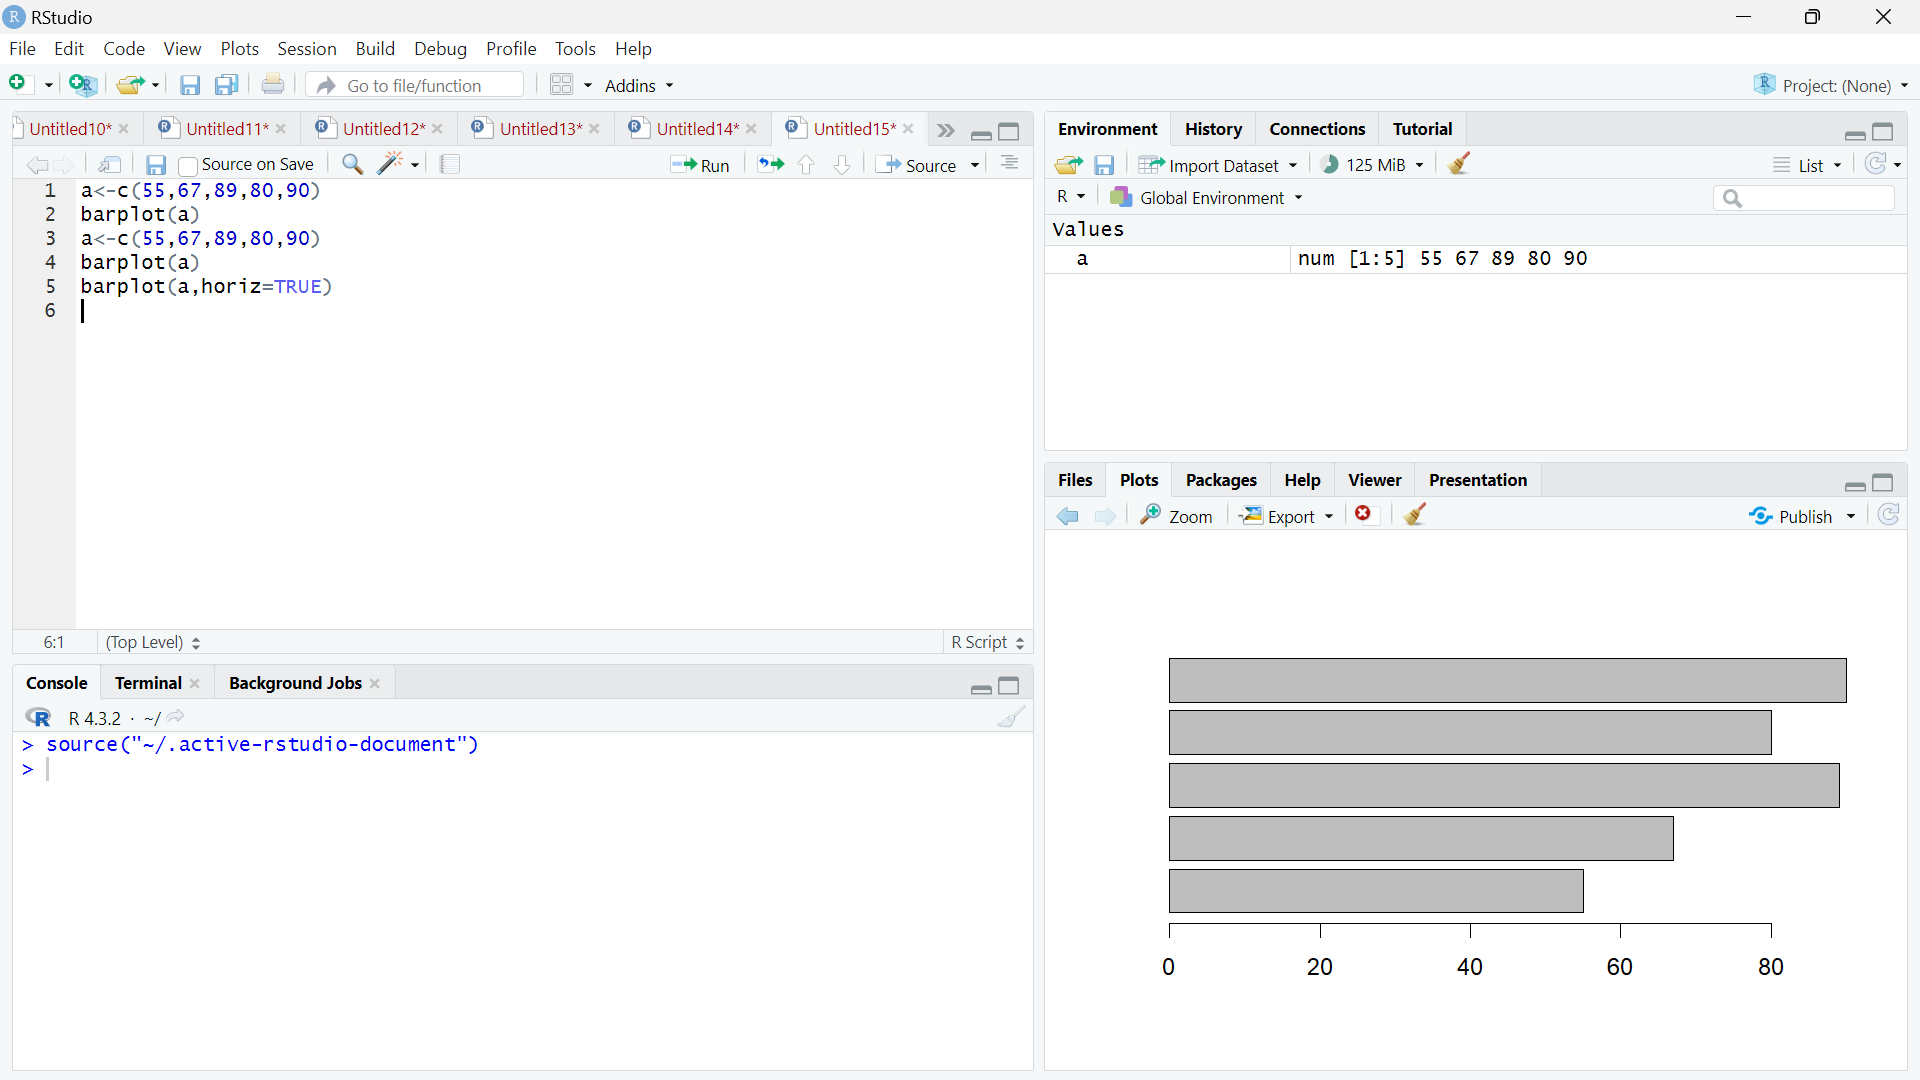 RStudio
File Edit Code View Plots Session Build Debug Profile Tools Help
Go to file/function Addins Project: (None)
Untitled10* Untitled11* Untitled12* Untitled13* Untitled14* Untitled15*
Source on Save Run Source
1 a<-c(55,67,89,80,90)
2 barplot(a)
3 a<-c(55,67,89,80,90)
4 barplot(a)
5 barplot(a,horiz=TRUE)
6
6:1 (Top Level) R Script
Console Terminal Background Jobs
R 4.3.2 · ~/
> source("~/.active-rstudio-document")
>
Environment History Connections Tutorial
Import Dataset 125 MiB List
R Global Environment
Values
a num [1:5] 55 67 89 80 90
Files Plots Packages Help Viewer Presentation
Zoom Export Publish
0 20 40 60 80